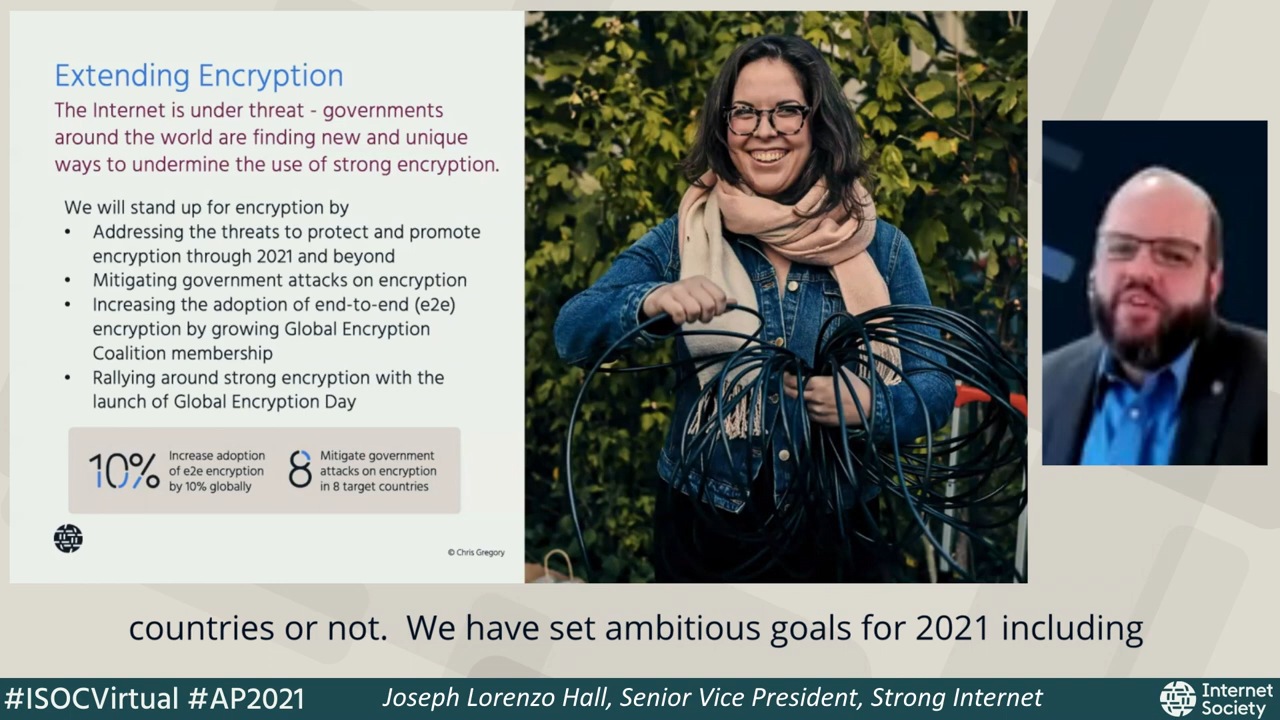 Extending Encryption
The Internet is under threat - governments
around the world are finding new and unique
ways to undermine the use of strong encryption.
We will stand up for encryption by
• Addressing the threats to protect and promote
encryption through 2021 and beyond
• Mitigating government attacks on encryption
• Increasing the adoption of end-to-end (e2e)
encryption by growing Global Encryption
Coalition membership
• Rallying around strong encryption with the
launch of Global Encryption Day
10%
Increase adoption
of e2e encryption
by 10% globally
8
Mitigate government
attacks on encryption
in 8 target countries
© Chris Gregory
countries or not. We have set ambitious goals for 2021 including
#ISOCVirtual #AP2021
Joseph Lorenzo Hall, Senior Vice President, Strong Internet
Internet
Society